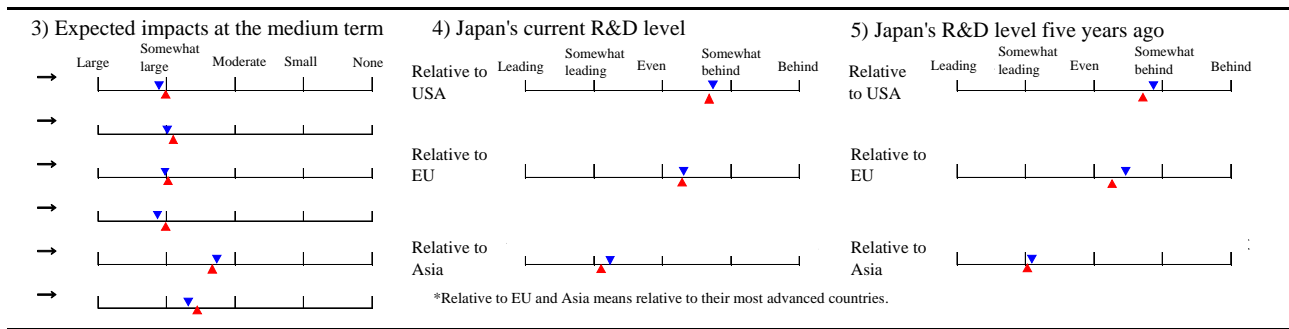 3) Expected impacts at the medium term
Large
Somewhat
large
Moderate
Small
None
→
→
→
→
→
→
4) Japan's current R&D level
Leading
Somewhat
leading
Even
Somewhat
behind
Behind
Relative to
USA
Relative to
EU
Relative to
Asia
*Relative to EU and Asia means relative to their most advanced countries.
5) Japan's R&D level five years ago
Leading
Somewhat
leading
Even
Somewhat
behind
Behind
Relative
to USA
Relative to
EU
Relative to
Asia